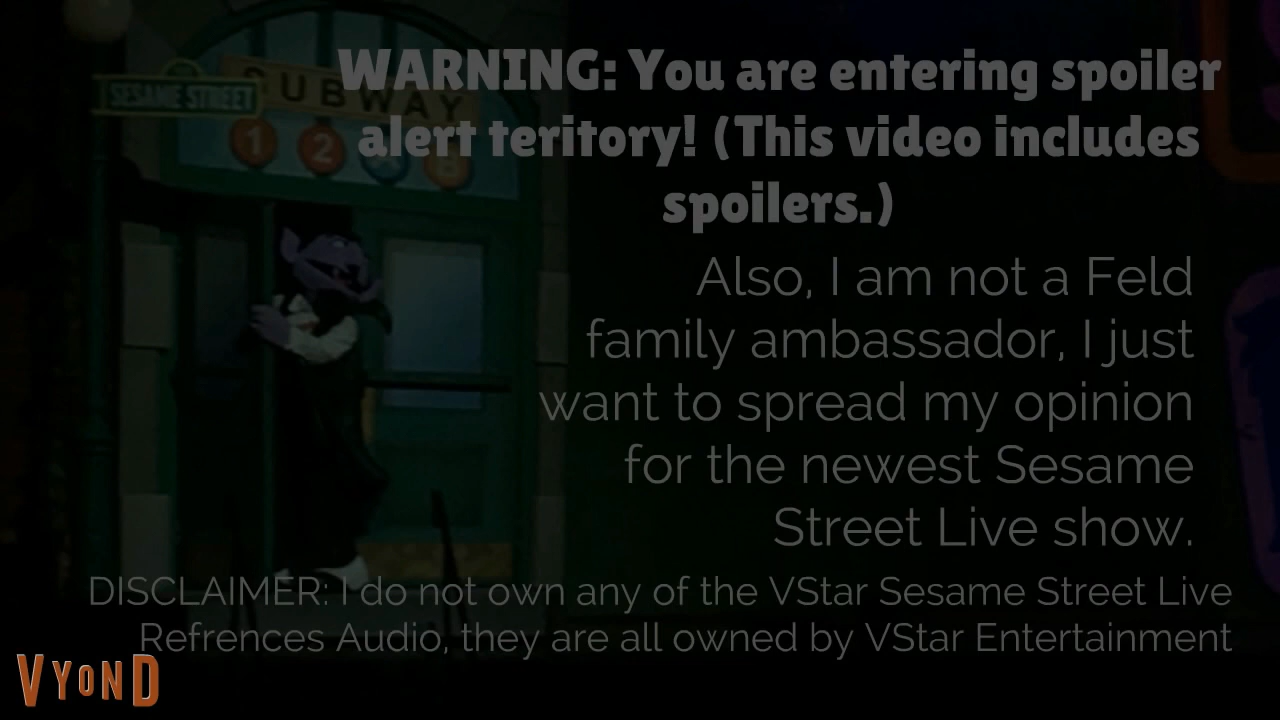 SESAME STREET
SUBWAY
1 2 A B
WARNING: You are entering spoiler
alert teritory! (This video includes
spoilers.)
Also, I am not a Feld
family ambassador, I just
want to spread my opinion
for the newest Sesame
Street Live show.
DISCLAIMER: I do not own any of the VStar Sesame Street Live
Refrences Audio, they are all owned by VStar Entertainment
VYOND